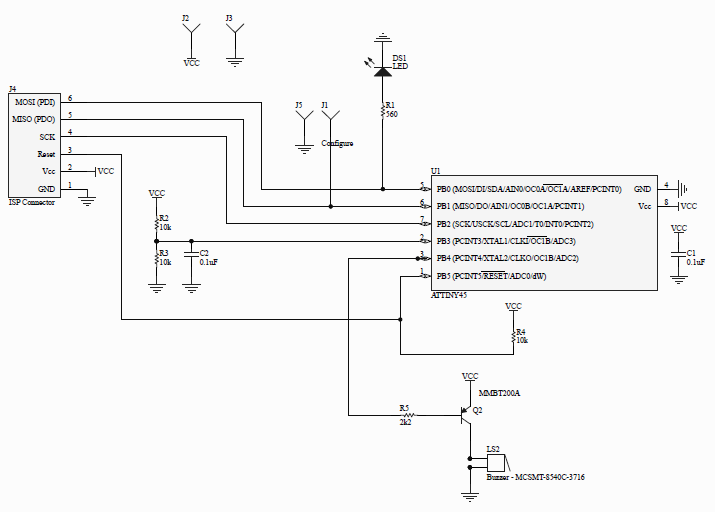 J2
J3
VCC
DS1
LED
J4
MOSI (PDI)
6
MISO (PDO)
5
SCK
4
Reset
3
Vcc
2
VCC
GND
1
ISP Connector
J5
J1
R1
560
Configure
U1
5
PB0 (MOSI/DI/SDA/AIN0/OC0A/OC1A/AREF/PCINT0)
GND
4
6
PB1 (MISO/DO/AIN1/OC0B/OC1A/PCINT1)
Vcc
8
VCC
7
PB2 (SCK/USCK/SCL/ADC1/T0/INT0/PCINT2)
2
PB3 (PCINT3/XTAL1/CLKI/OC1B/ADC3)
3
PB4 (PCINT4/XTAL2/CLKO/OC1B/ADC2)
1
PB5 (PCINT5/RESET/ADC0/dW)
ATTINY45
VCC
C1
0.1uF
VCC
R2
10k
R3
10k
C2
0.1uF
VCC
R4
10k
VCC
MMBT200A
R5
2k2
Q2
LS2
Buzzer - MCSMT-8540C-3716